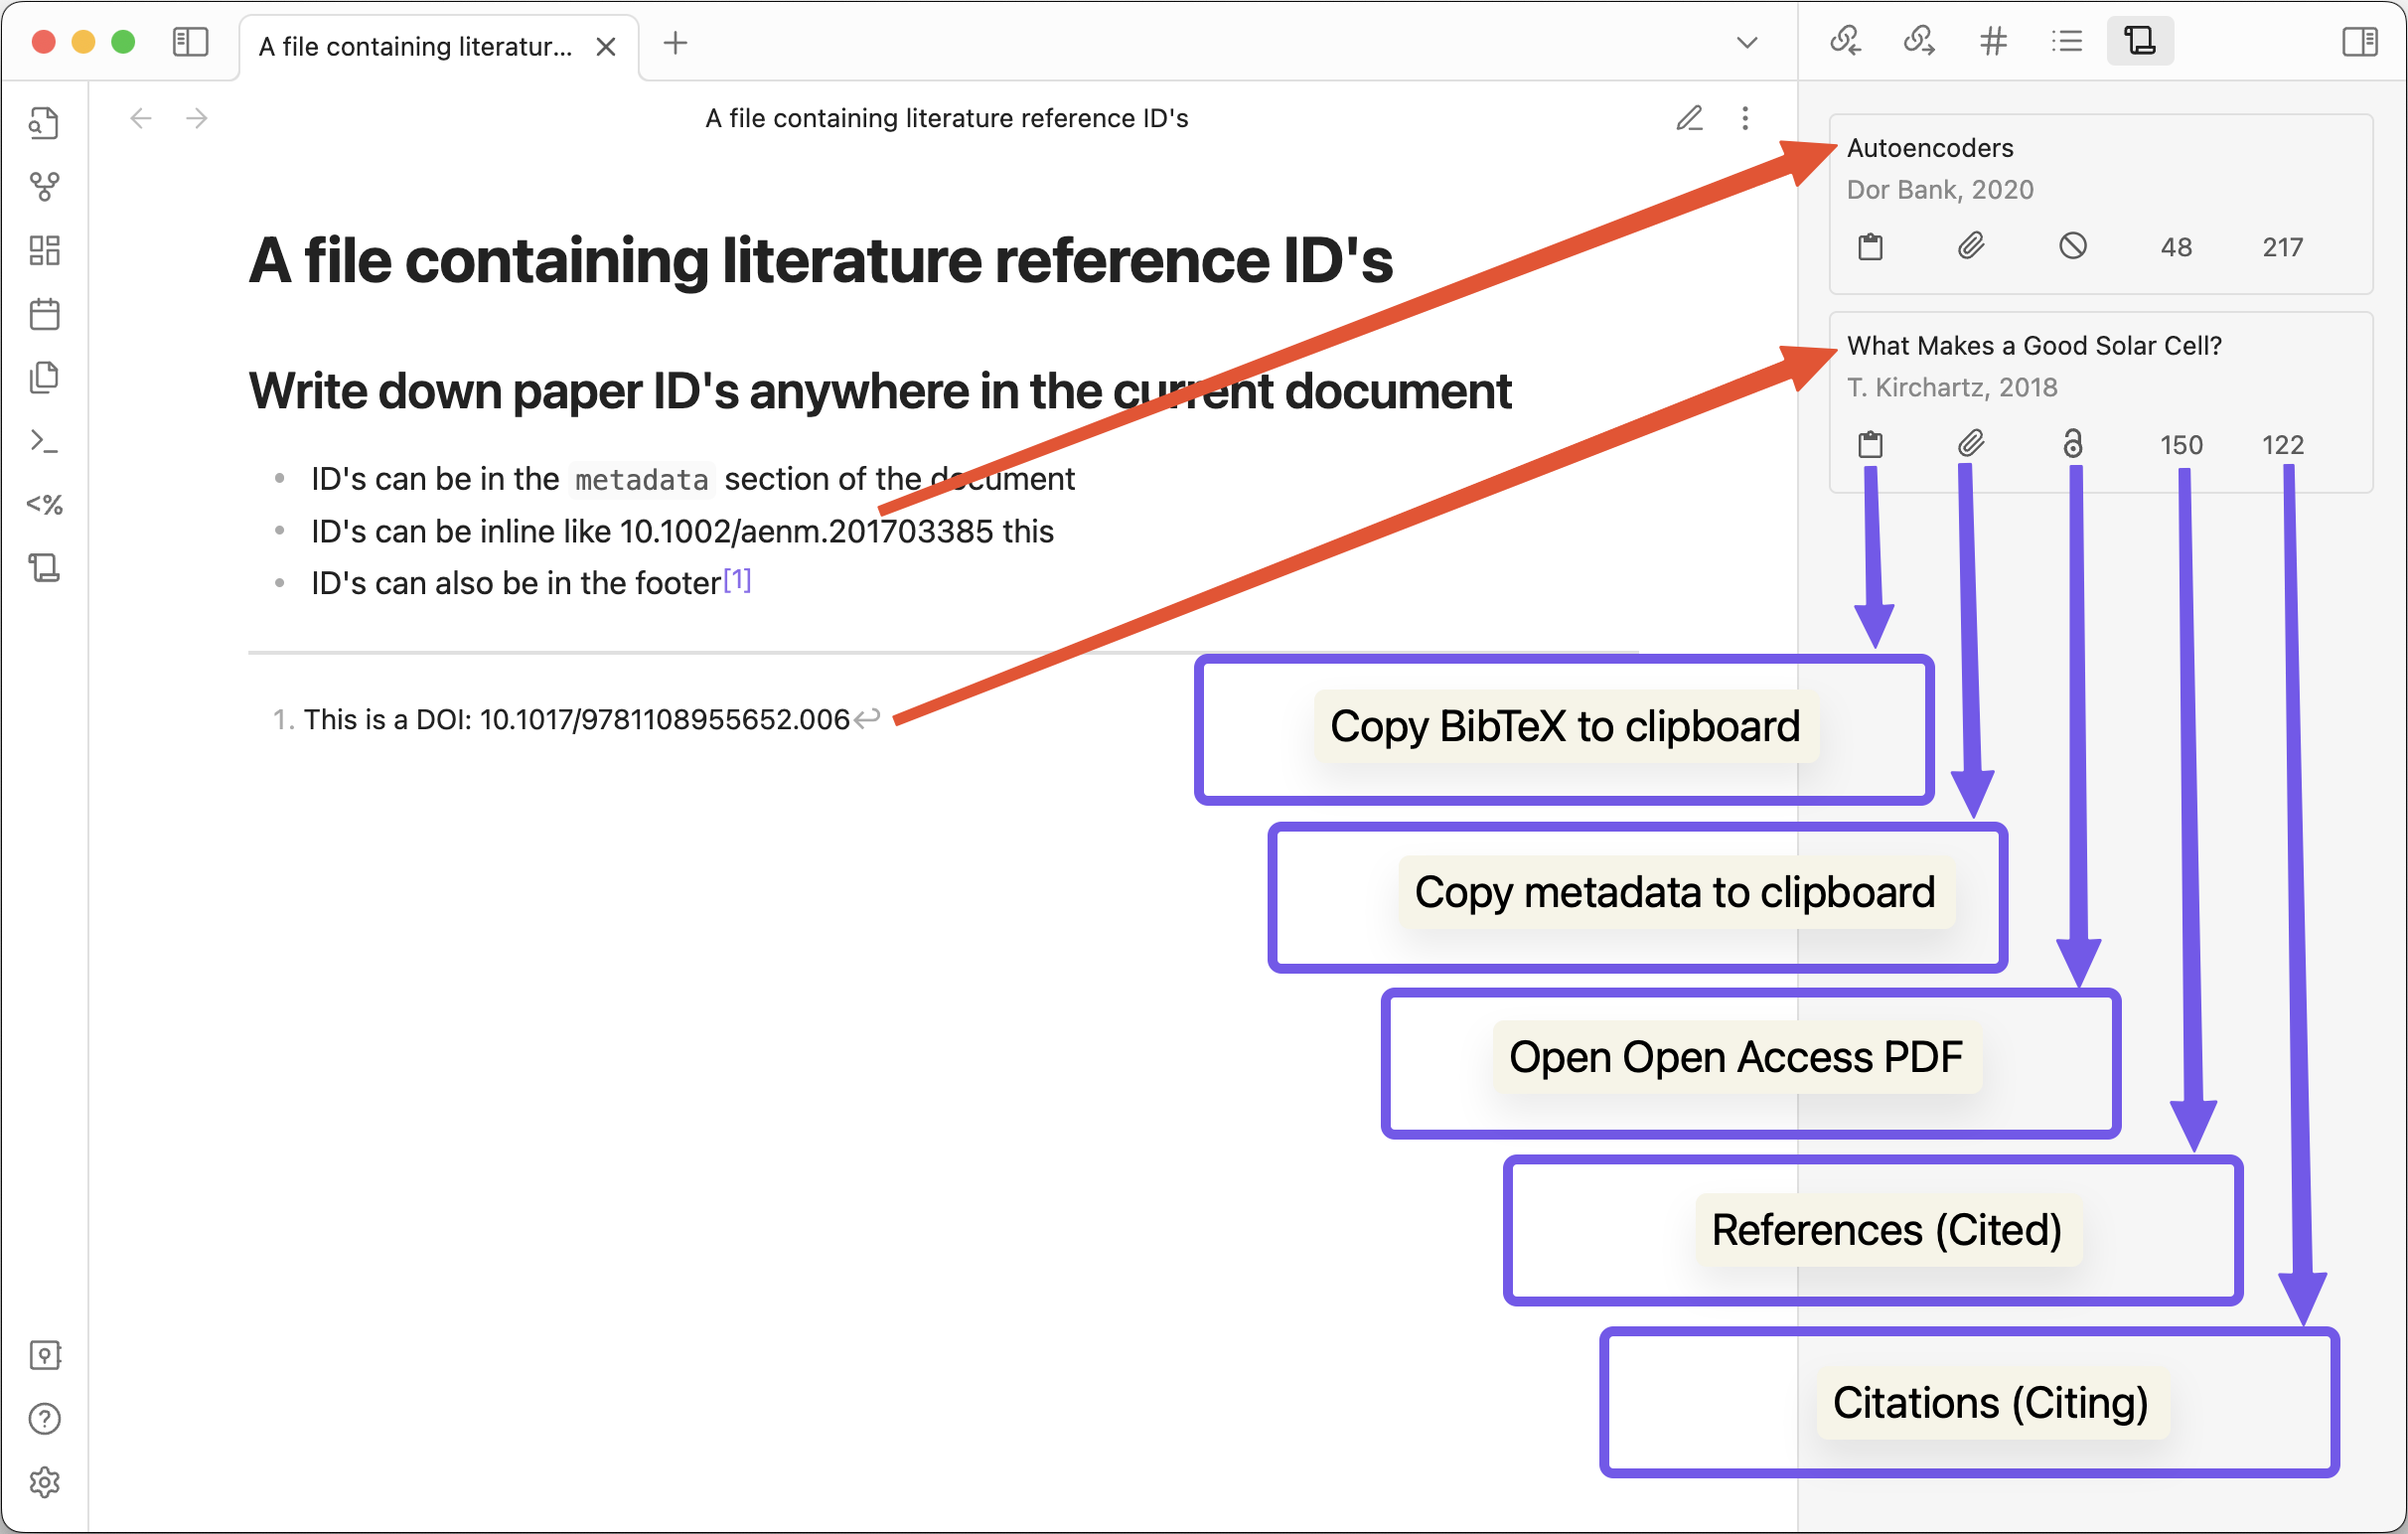 A file containing literatur...
A file containing literature reference ID's
A file containing literature reference ID's
Write down paper ID's anywhere in the current document
ID's can be in the metadata section of the document
ID's can be inline like 10.1002/aenm.201703385 this
ID's can also be in the footer[1]
1. This is a DOI: 10.1017/9781108955652.006
Autoencoders
Dor Bank, 2020
48 217
What Makes a Good Solar Cell?
T. Kirchartz, 2018
150 122
Copy BibTeX to clipboard
Copy metadata to clipboard
Open Open Access PDF
References (Cited)
Citations (Citing)